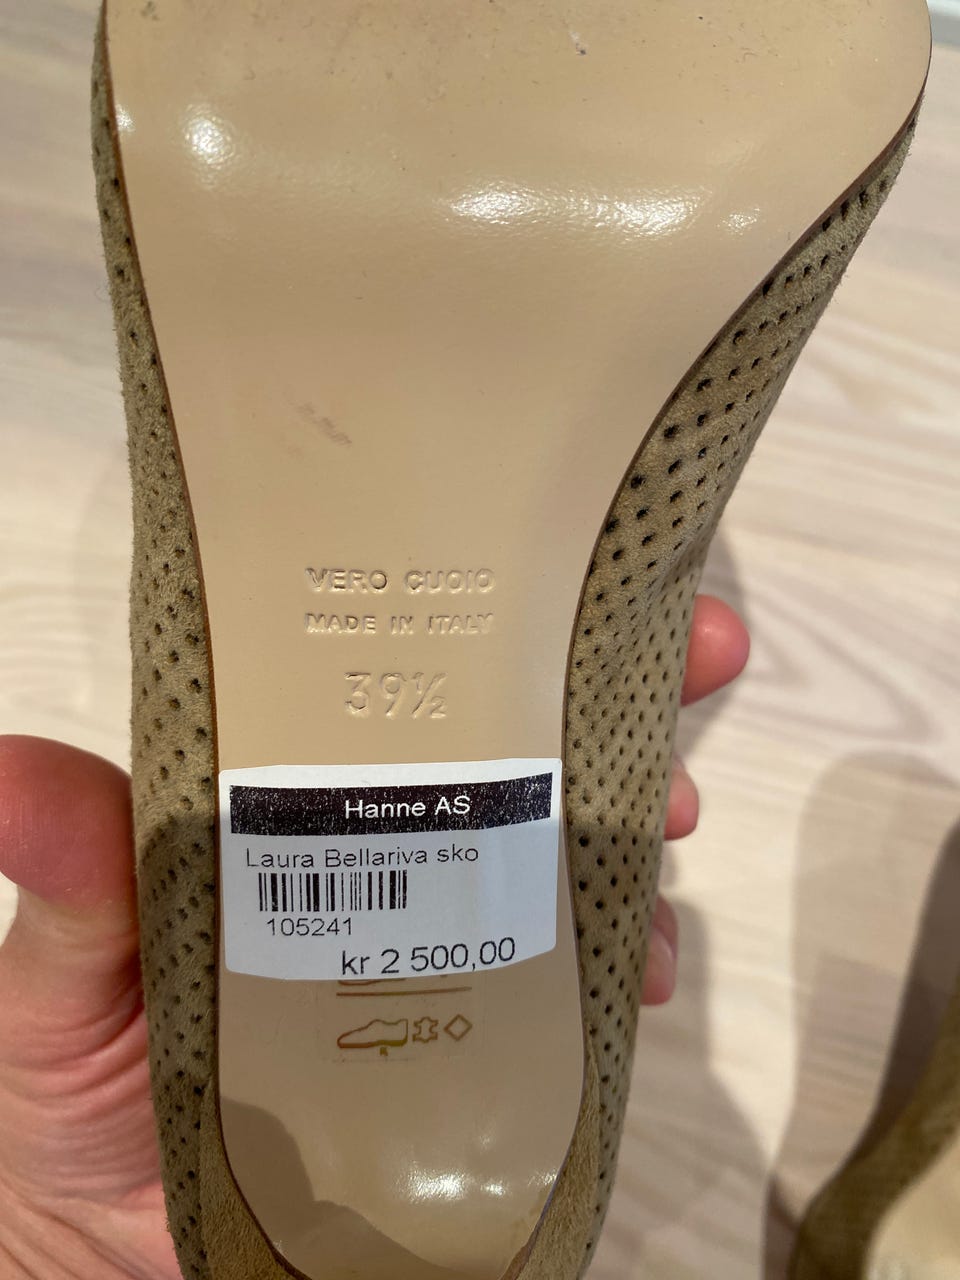 VERO CUOIO
MADE IN ITALY
39½
Hanne AS
Laura Bellariva sko
105241
kr 2 500,00